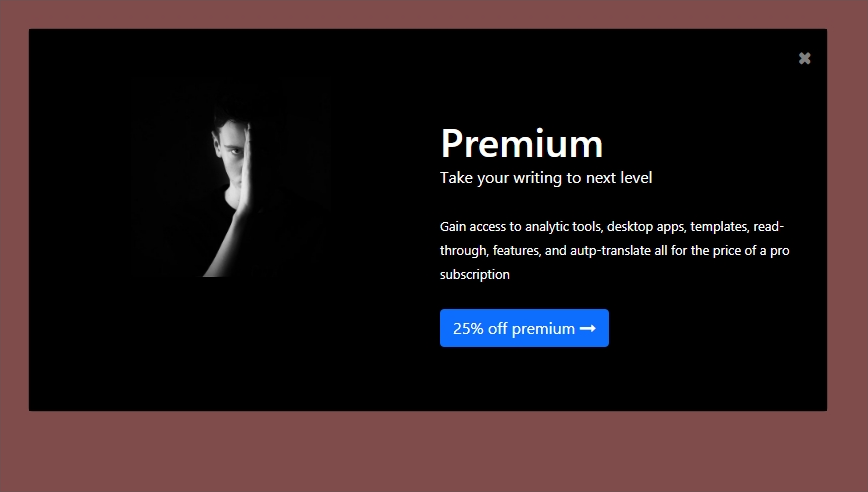 Premium
Take your writing to next level
Gain access to analytic tools, desktop apps, templates, read-
through, features, and autp-translate all for the price of a pro
subscription
25% off premium